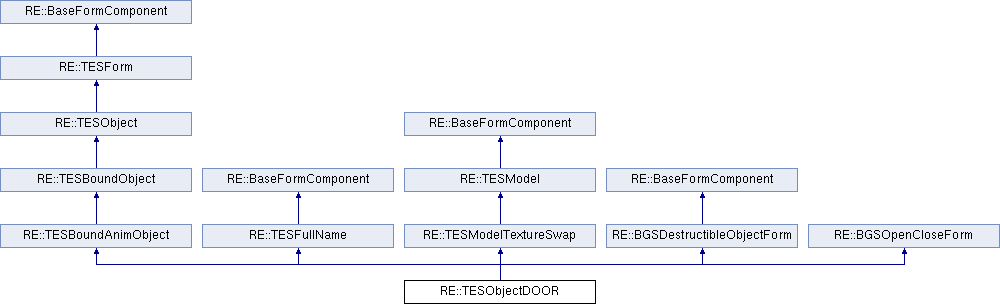 RE::BaseFormComponent
RE::TESForm
RE::TESObject
RE::BaseFormComponent
RE::TESBoundObject
RE::BaseFormComponent
RE::TESModel
RE::BaseFormComponent
RE::TESBoundAnimObject
RE::TESFullName
RE::TESModelTextureSwap
RE::BGSDestructibleObjectForm
RE::BGSOpenCloseForm
RE::TESObjectDOOR